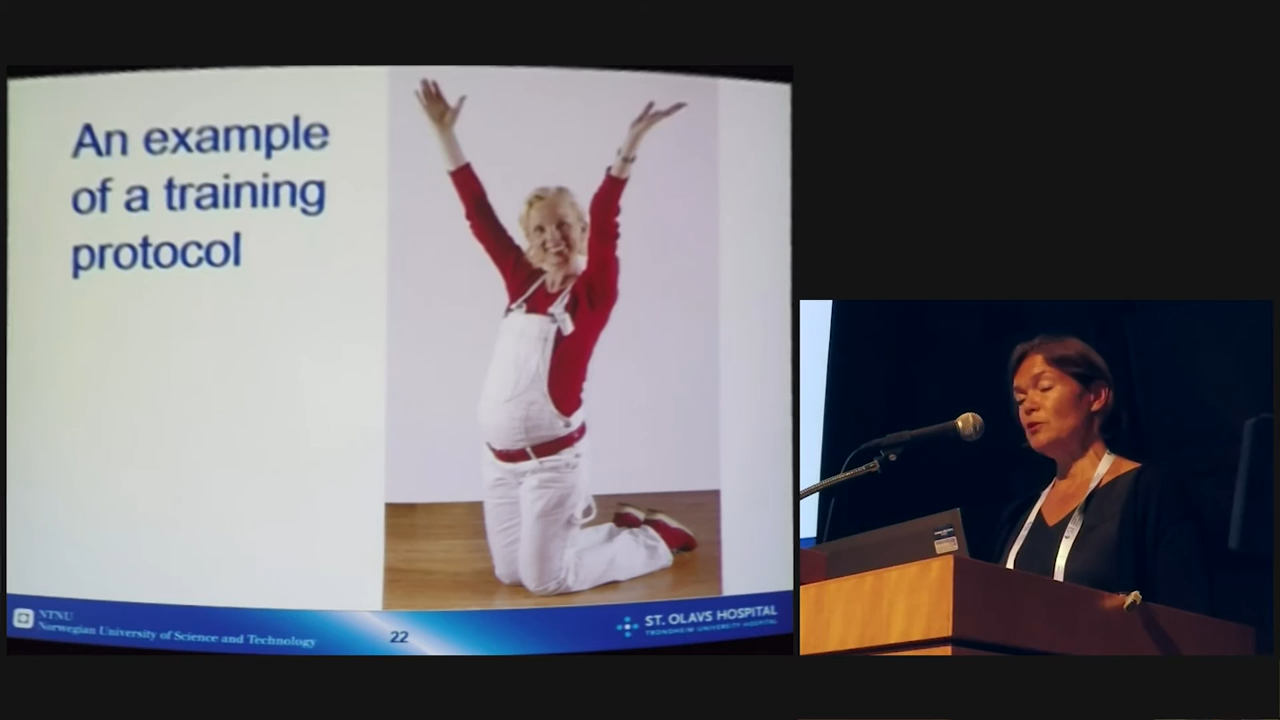 An example
of a training
protocol
NTNU
Norwegian University of Science and Technology
22
ST. OLAVS HOSPITAL
TRONDHEIM UNIVERSITY HOSPITAL